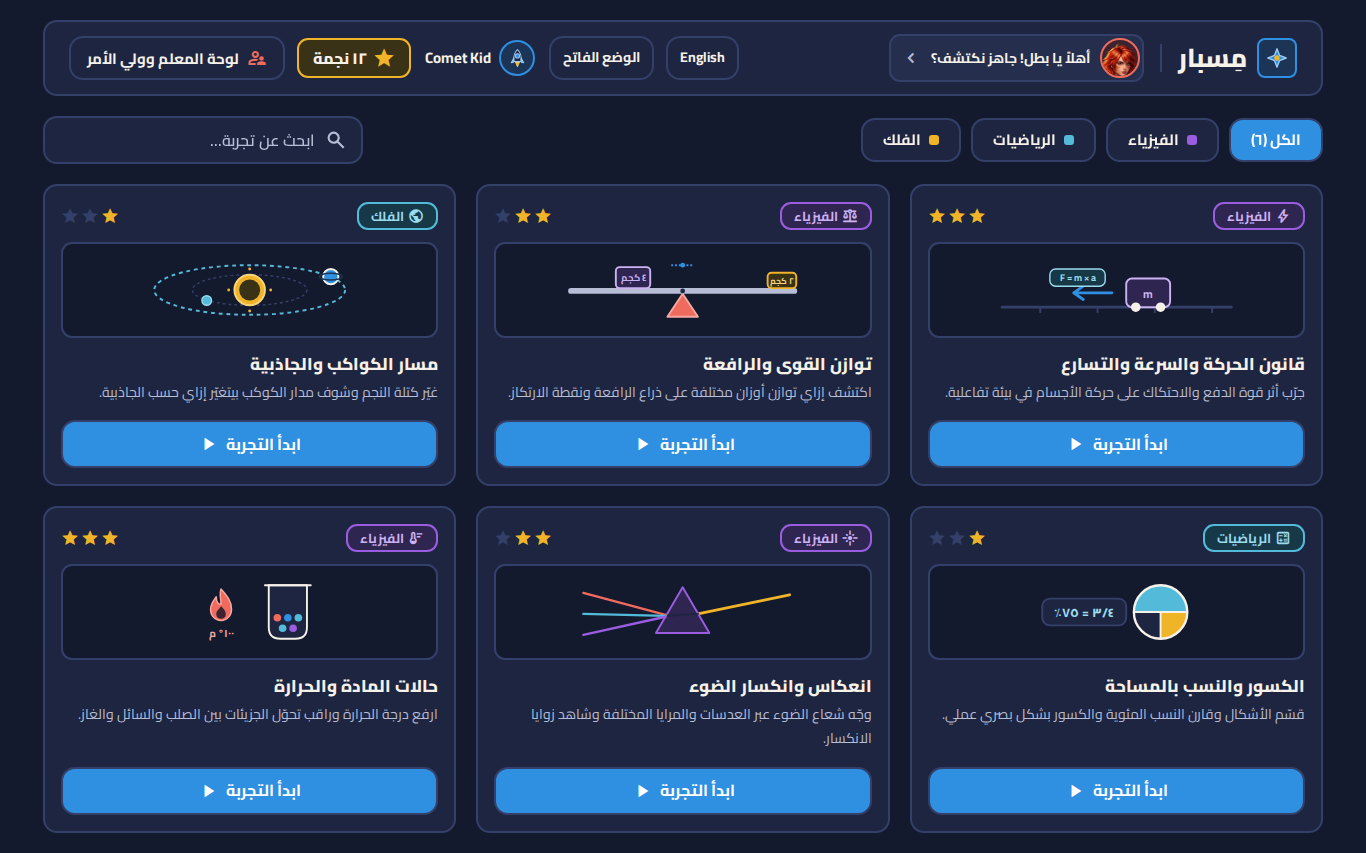 مِسبار
أهلاً يا بطل! جاهز نكتشف؟
English
الوضع الفاتح
Comet Kid
١٢ نجمة
لوحة المعلم وولي الأمر
الكل (٦)
الفيزياء
الرياضيات
الفلك
ابحث عن تجربة...
الفيزياء
F = m × a
m
قانون الحركة والسرعة والتسارع
جرّب أثر قوة الدفع والاحتكاك على حركة الأجسام في بيئة تفاعلية.
ابدأ التجربة
الفيزياء
٤ كجم
٢ كجم
توازن القوى والرافعة
اكتشف إزاي توازن أوزان مختلفة على ذراع الرافعة ونقطة الارتكاز.
ابدأ التجربة
الفلك
مسار الكواكب والجاذبية
غيّر كتلة النجم وشوف مدار الكوكب بيتغيّر إزاي حسب الجاذبية.
ابدأ التجربة
الرياضيات
٣/٤ = ٧٥٪
الكسور والنسب بالمساحة
قسّم الأشكال وقارن النسب المئوية والكسور بشكل بصري عملي.
ابدأ التجربة
الفيزياء
انعكاس وانكسار الضوء
وجّه شعاع الضوء عبر العدسات والمرايا المختلفة وشاهد زوايا
الانكسار.
ابدأ التجربة
الفيزياء
١٠٠° م
حالات المادة والحرارة
ارفع درجة الحرارة وراقب تحوّل الجزيئات بين الصلب والسائل والغاز.
ابدأ التجربة